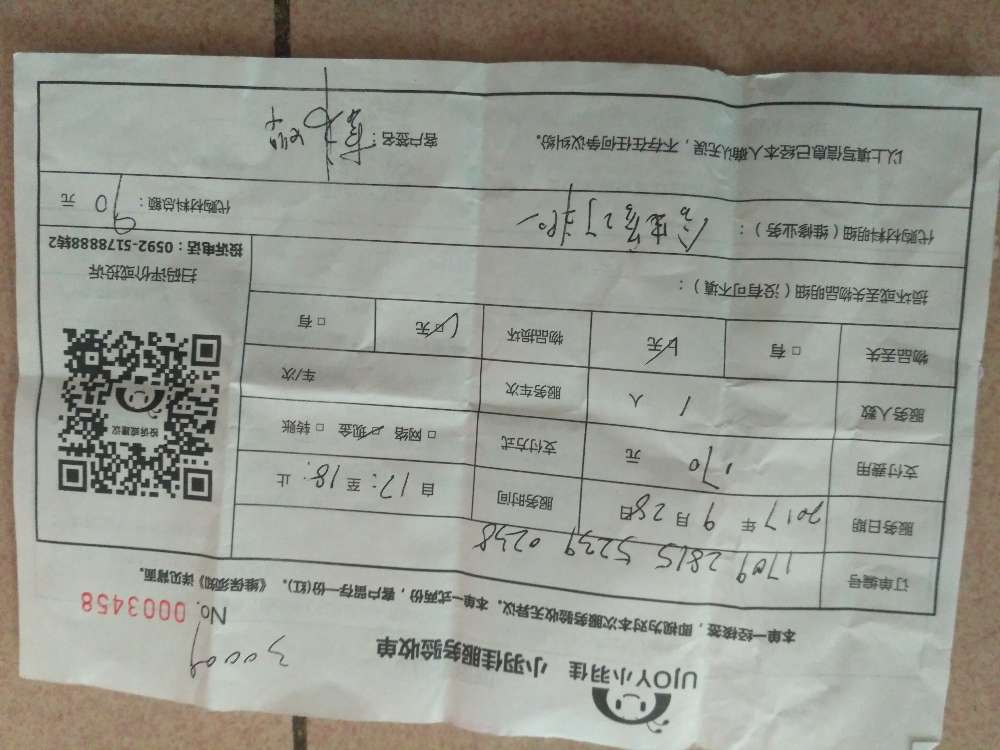 UJOY小羽佳 小羽佳服务验收单
30009
No. 0003458
本单一经核签，即视为对本次服务验收无异议。本单一式两份，客户留存一份(红)。《维保须知》详见背面。
订单编号 1709 2815 5239 0238
服务日期 2017 年 9 月 28 日 服务时间 自 17: 至 18: 止
支付费用 170 元 支付方式 □ 网络 ☑ 现金 □ 转账
服务人数 1 人 服务车次 车/次
物品丢失 □ 有 ☑ 无 物品损坏 ☑ 无 □ 有
投诉或建议
扫码评价或投诉
投诉电话：0592-5178888转2
损坏或丢失物品明细（没有可不填）：
代购材料明细（维修业务）：
代购材料总额： 90 元
以上填写信息已经本人确认无误，不存在任何争议纠纷。
客户签名：